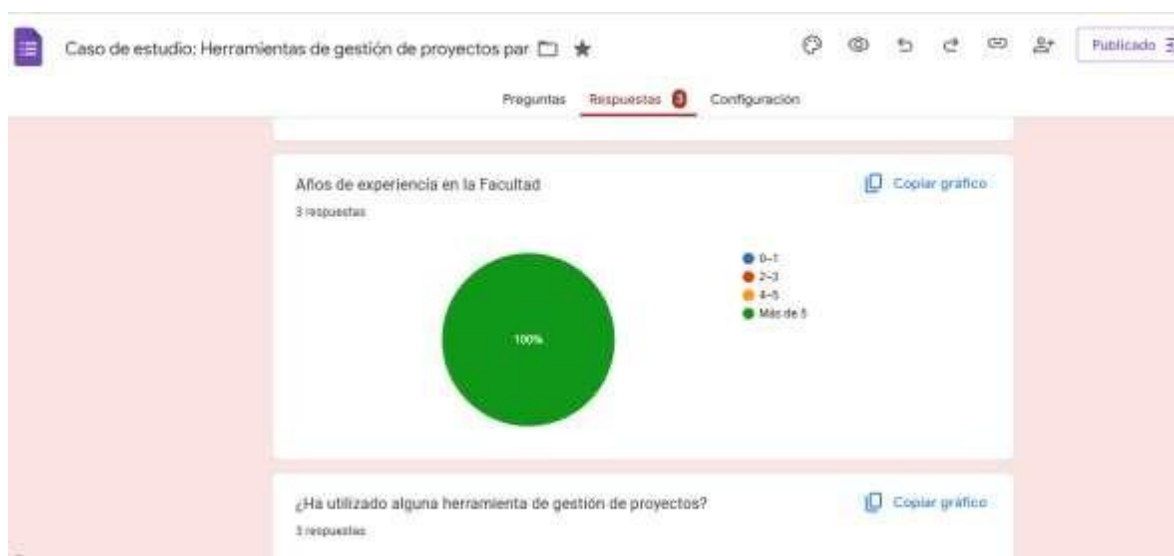 Caso de estudio: Herramientas de gestión de proyectos par
Publicado
Preguntas Respuestas 3 Configuración
Años de experiencia en la Facultad
Copiar gráfico
3 respuestas
100%
0–1
2–3
4–5
Más de 5
¿Ha utilizado alguna herramienta de gestión de proyectos?
Copiar gráfico
3 respuestas